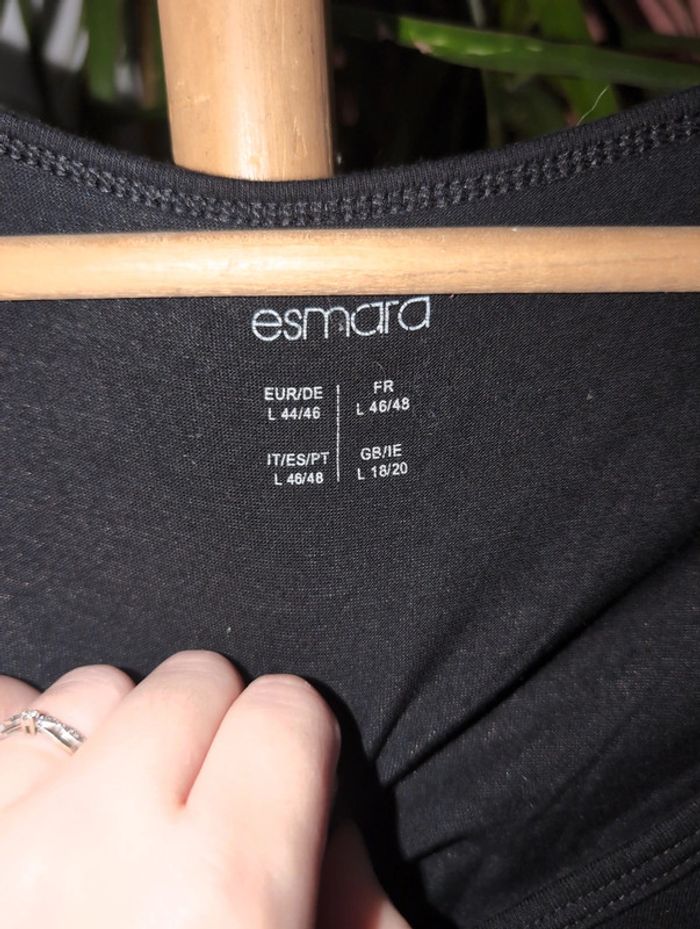 esmara
EUR/DE
L 44/46
FR
L 46/48
IT/ES/PT
L 46/48
GB/IE
L 18/20